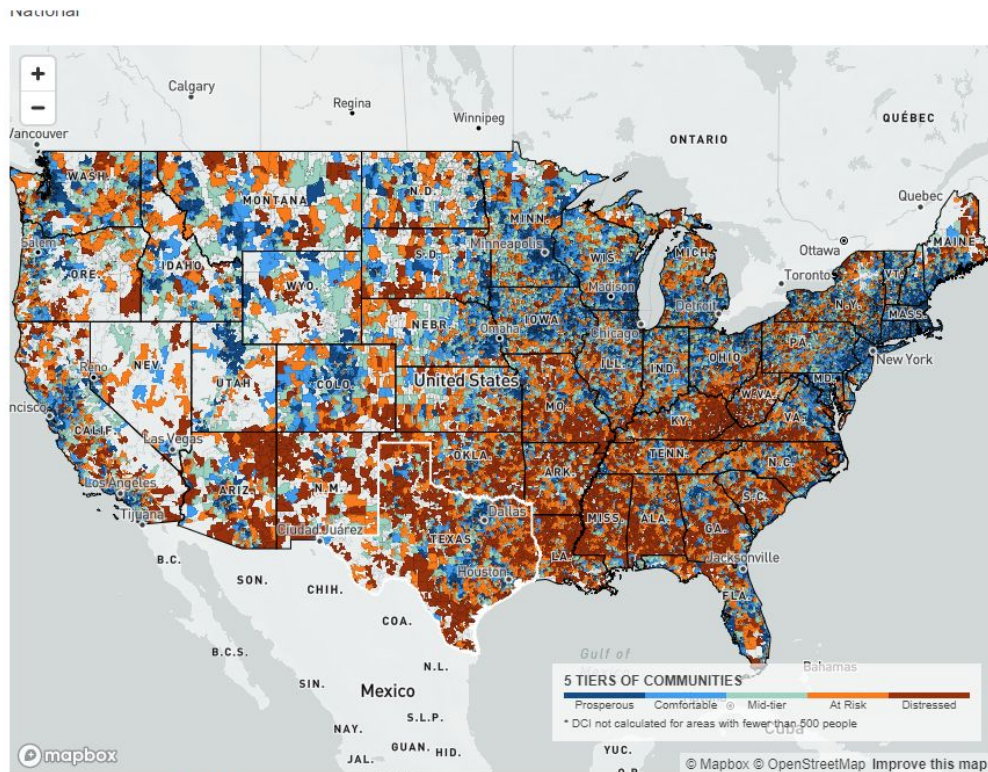 National
+
Calgary
−
Regina
Winnipeg
Vancouver
ONTARIO
QUÉBEC
WASH.
MONTANA
N.D.
MINN.
Quebec
Salem
ORE.
IDAHO
S.D.
Minneapolis
WIS.
MICH.
Ottawa
MAINE
Toronto
VT.
WYO.
Madison
Detroit
N.Y.
MASS.
NEBR.
Omaha
IOWA
Chicago
Reno
NEV.
UTAH
COLO.
United States
ILL.
IND.
OHIO
PA.
New York
MD.
ncisco
CALIF.
MO.
KY.
W.VA.
VA.
Las Vegas
Los Angeles
ARIZ.
N.M.
OKLA.
ARK.
TENN.
N.C.
Tijuana
Ciudad Juárez
TEXAS
Dallas
MISS.
ALA.
GA.
S.C.
B.C.
SON.
CHIH.
Houston
LA.
Jacksonville
COA.
FLA.
B.C.S.
SIN.
N.L.
Gulf of
Mexico
S.L.P.
Bahamas
NAY.
GUAN.
HID.
JAL.
YUC.
5 TIERS OF COMMUNITIES
Prosperous Comfortable Mid-tier At Risk Distressed
* DCI not calculated for areas with fewer than 500 people
Cuba
mapbox
© Mapbox © OpenStreetMap Improve this map